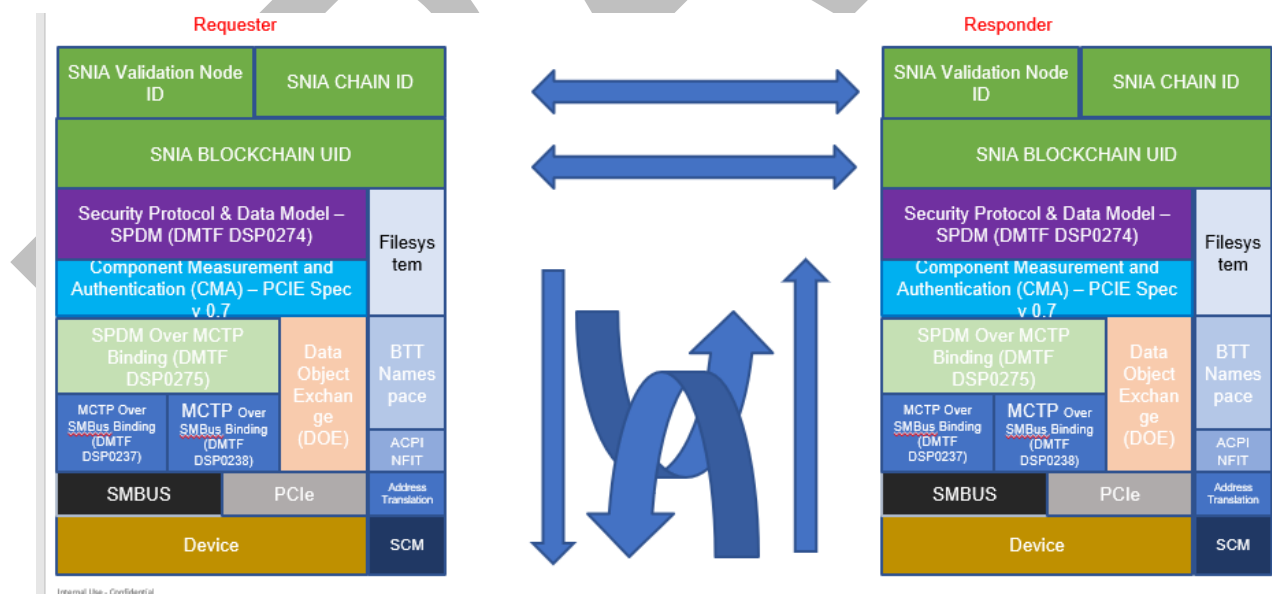 Requester
SNIA Validation Node
ID
SNIA CHAIN ID
SNIA BLOCKCHAIN UID
Security Protocol & Data Model –
SPDM (DMTF DSP0274)
Filesys
tem
Component Measurement and
Authentication (CMA) – PCIE Spec
v 0.7
SPDM Over MCTP
Binding (DMTF
DSP0275)
Data
Object
Exchan
ge
(DOE)
BTT
Names
pace
MCTP Over
SMBus Binding
(DMTF
DSP0237)
MCTP Over
SMBus Binding
(DMTF
DSP0238)
ACPI
NFIT
SMBUS
PCIe
Address
Translation
Device
SCM
Internal Use - Confidential
Responder
SNIA Validation Node
ID
SNIA CHAIN ID
SNIA BLOCKCHAIN UID
Security Protocol & Data Model –
SPDM (DMTF DSP0274)
Filesys
tem
Component Measurement and
Authentication (CMA) – PCIE Spec
v 0.7
SPDM Over MCTP
Binding (DMTF
DSP0275)
Data
Object
Exchan
ge
(DOE)
BTT
Names
pace
MCTP Over
SMBus Binding
(DMTF
DSP0237)
MCTP Over
SMBus Binding
(DMTF
DSP0238)
ACPI
NFIT
SMBUS
PCIe
Address
Translation
Device
SCM